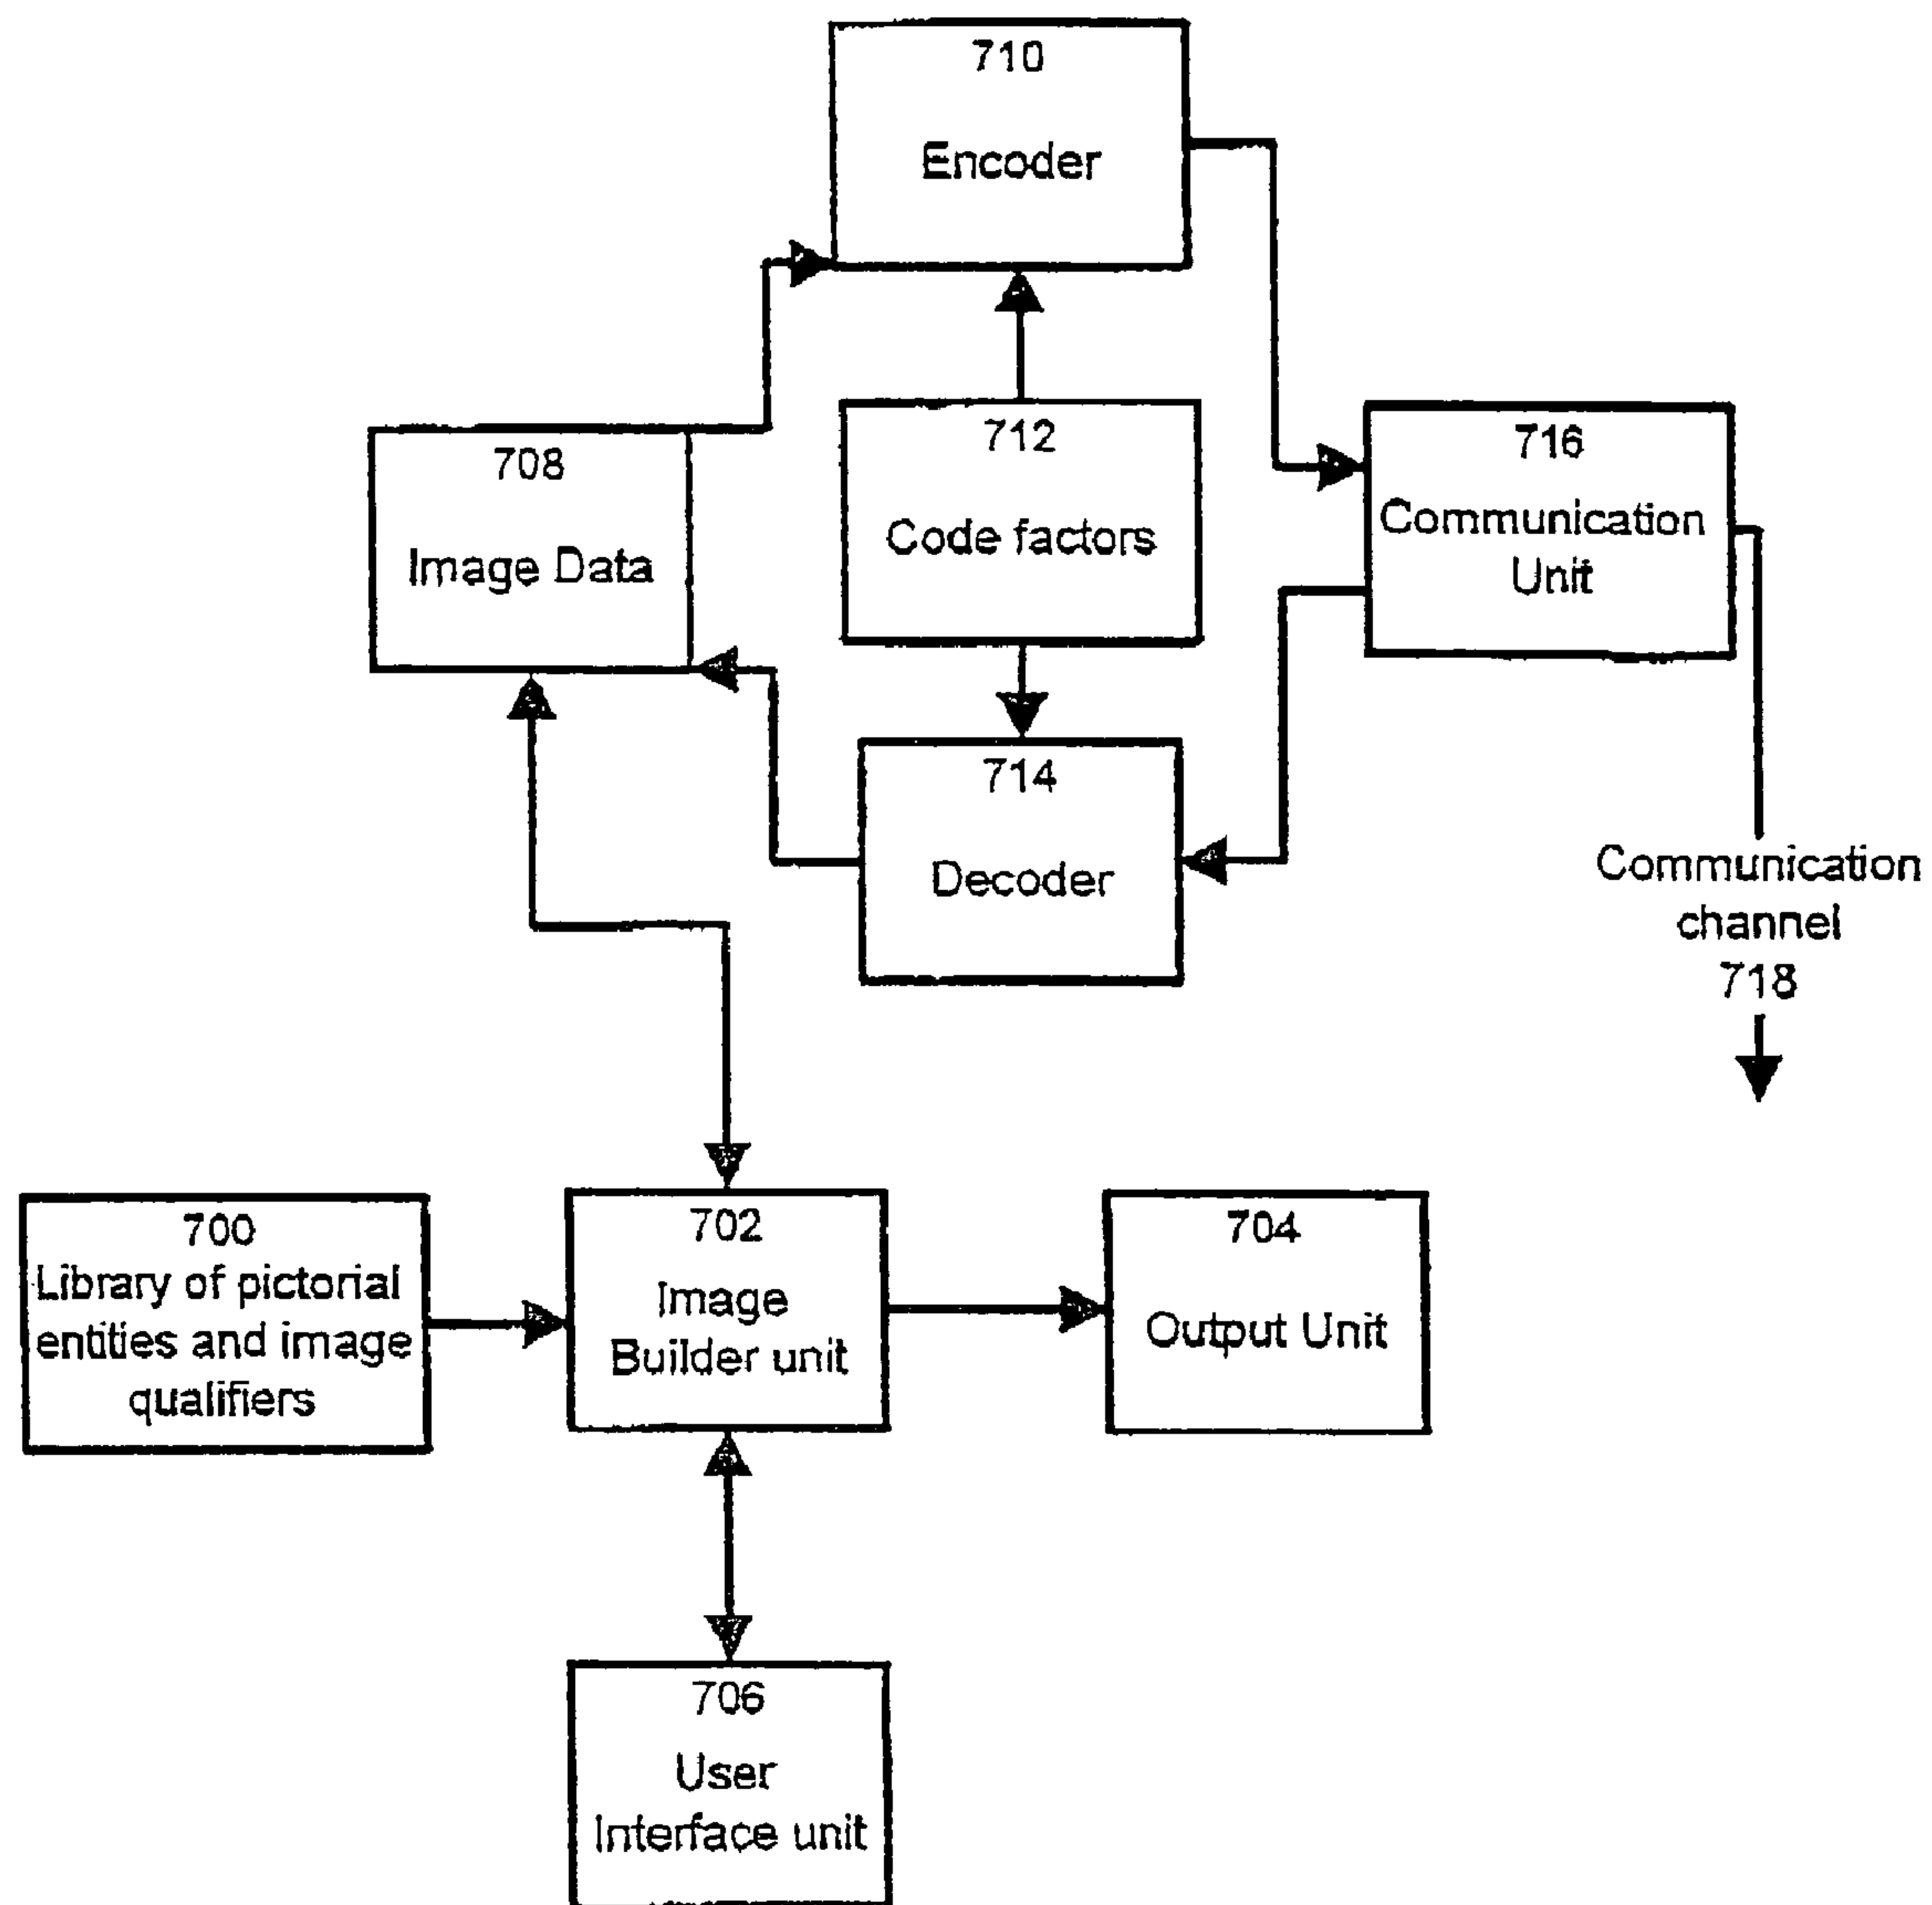 710
Encoder
712
Code factors
708
Image Data
716
Communication
Unit
714
Decoder
Communication
channel
718
700
Library of pictorial
entities and image
qualifiers
702
Image
Builder unit
704
Output Unit
706
User
Interface unit